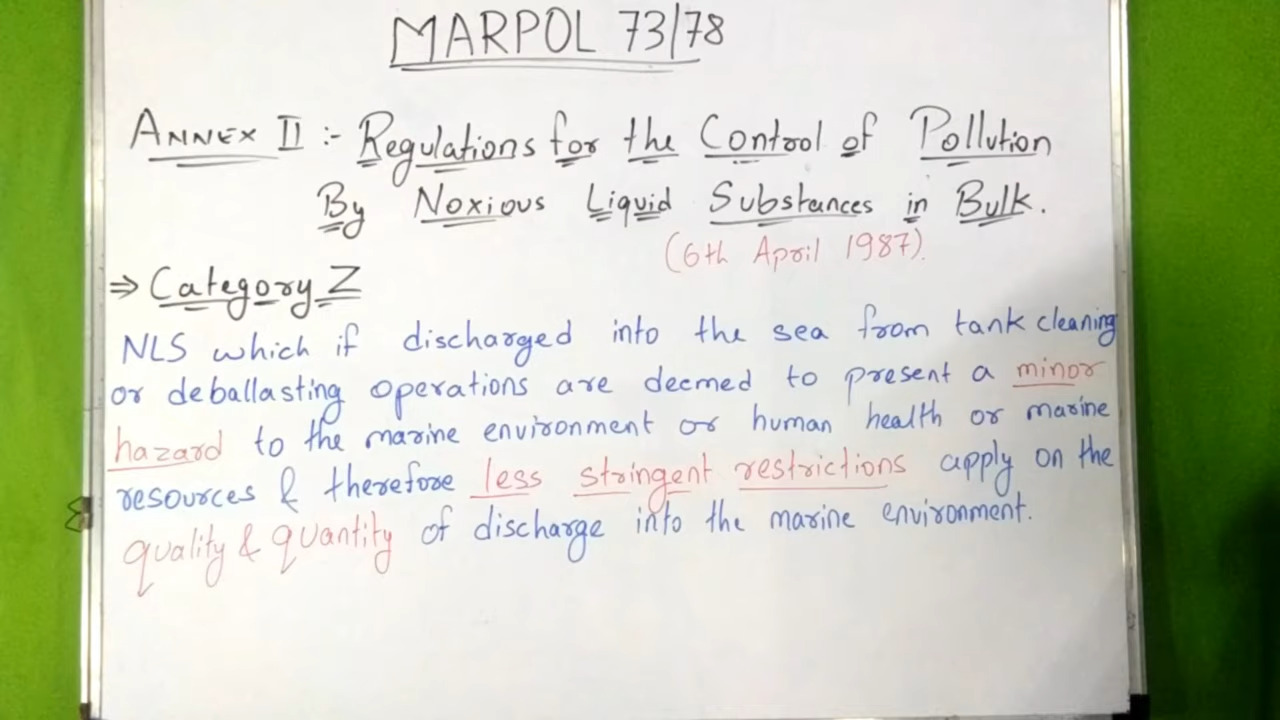 MARPOL 73/78
ANNEX II :- Regulations for the Control of Pollution
By Noxious Liquid Substances in Bulk.
(6th April 1987).
⇒ Category Z
NLS which if discharged into the sea from tank cleaning
or deballasting operations are deemed to present a minor
hazard to the marine environment or human health or marine
resources & therefore less stringent restrictions apply on the
quality & quantity of discharge into the marine environment.